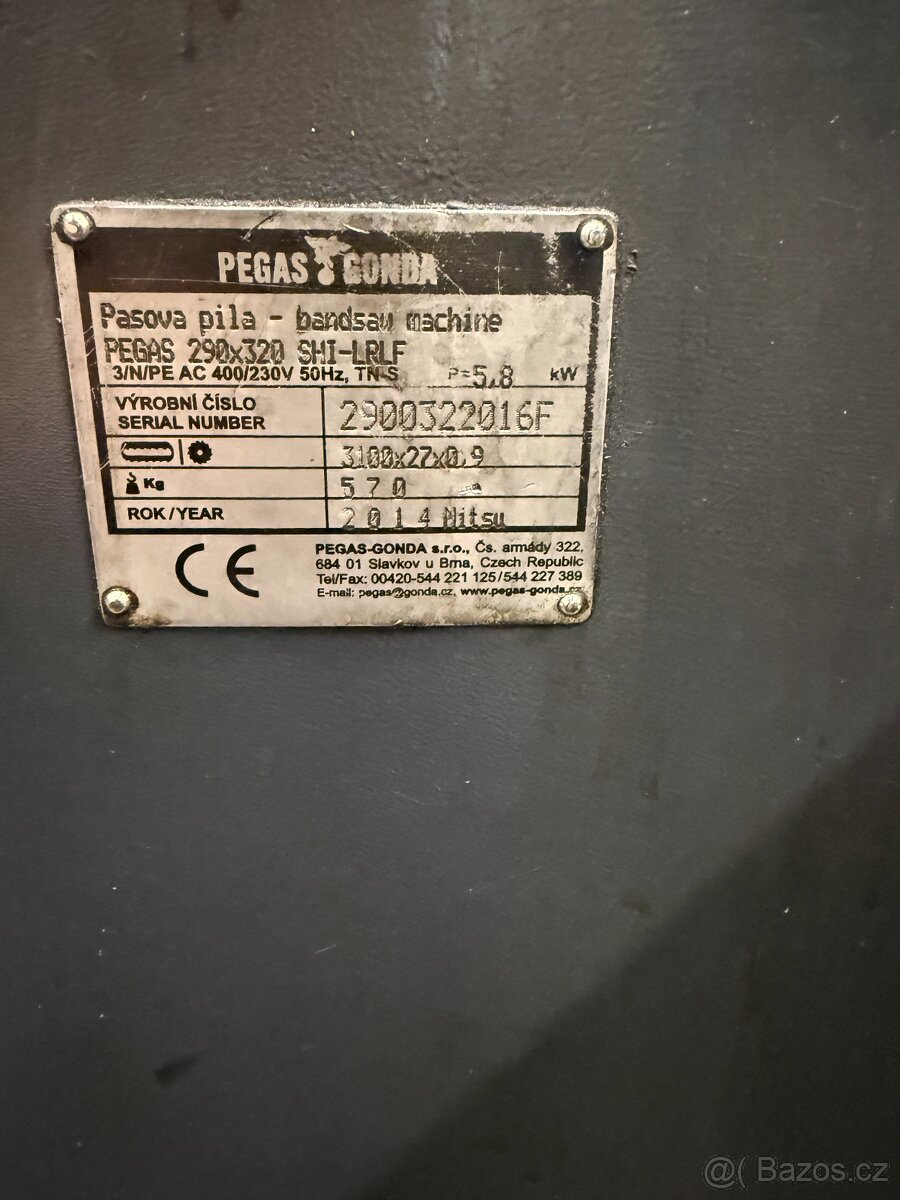 PEGAS GONDA
Pasova pila - bandsaw machine
PEGAS 290x320 SHI-LRLF
3/N/PE AC 400/230V 50Hz, TN-S P=5,8 kW
VÝROBNÍ ČÍSLO
SERIAL NUMBER 2900322016F
3100x27x0,9
Kg 570
ROK/YEAR 2014 Mitsu
CE
PEGAS-GONDA s.r.o., Čs. armády 322,
684 01 Slavkov u Brna, Czech Republic
Tel/Fax: 00420-544 221 125/544 227 389
E-mail: pegas@gonda.cz, www.pegas-gonda.cz
@( Bazos.cz